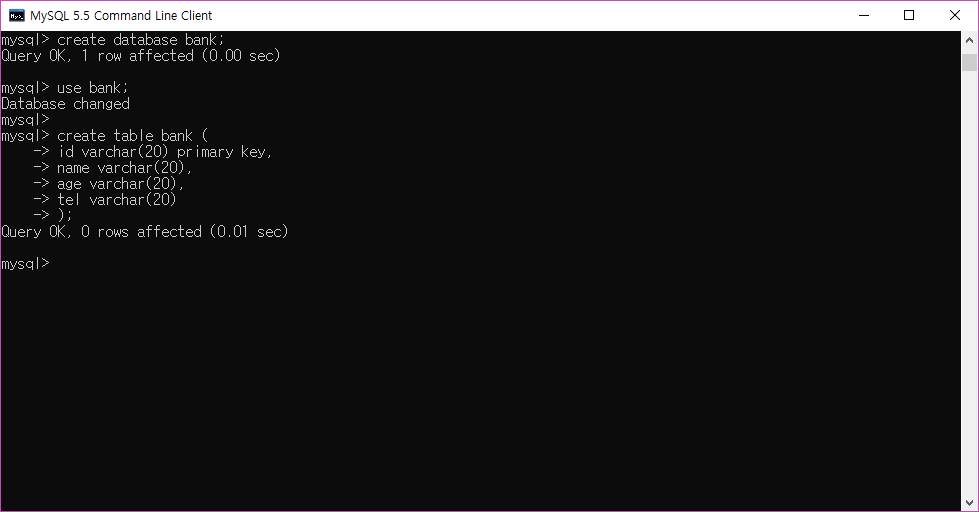 MySQL 5.5 Command Line Client
mysql> create database bank;
Query OK, 1 row affected (0.00 sec)
mysql> use bank;
Database changed
mysql>
mysql> create table bank (
-> id varchar(20) primary key,
-> name varchar(20),
-> age varchar(20),
-> tel varchar(20)
-> );
Query OK, 0 rows affected (0.01 sec)
mysql>